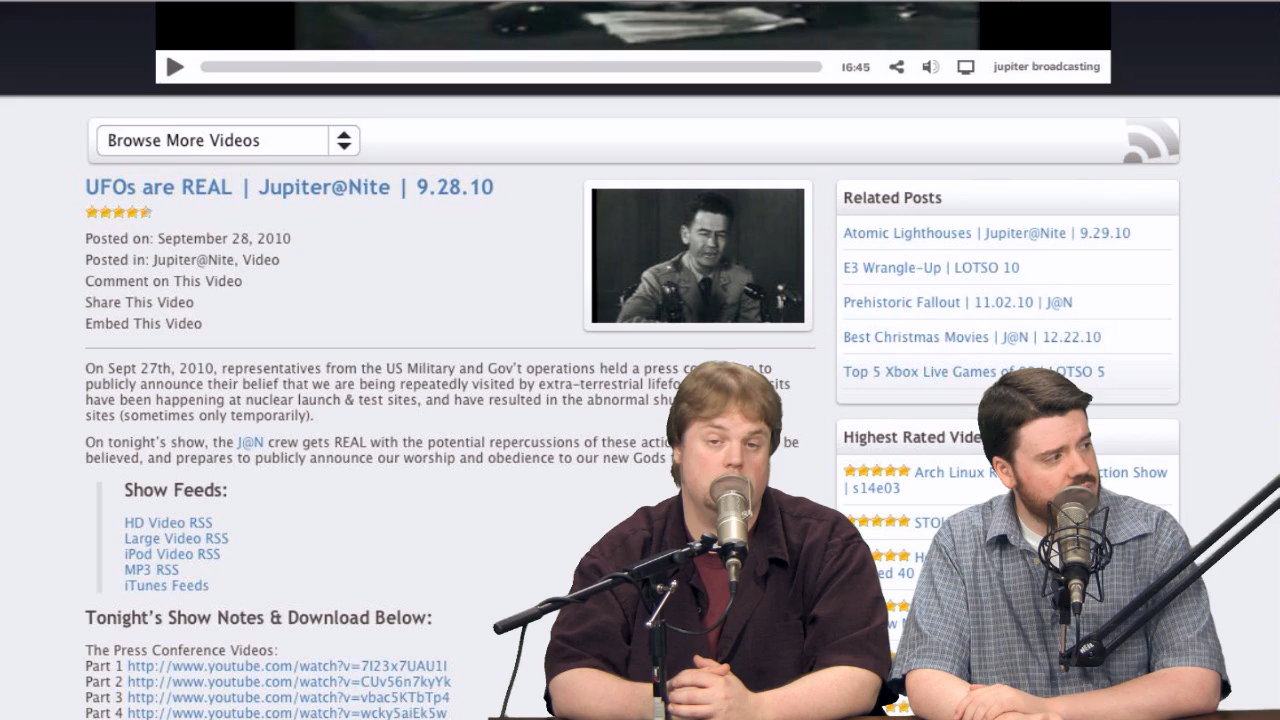 16:45
jupiter broadcasting
Browse More Videos
UFOs are REAL | Jupiter@Nite | 9.28.10
Posted on: September 28, 2010
Posted in: Jupiter@Nite, Video
Comment on This Video
Share This Video
Embed This Video
On Sept 27th, 2010, representatives from the US Military and Gov't operations held a press to
publicly announce their belief that we are being repeatedly visited by extra-terrestrial
have been happening at nuclear launch & test sites, and have resulted in the abnormal
sites (sometimes only temporarily).
On tonight's show, the J@N crew gets REAL with the potential repercussions of these be
believed, and prepares to publicly announce our worship and obedience to our new Gods
Show Feeds:
HD Video RSS
Large Video RSS
iPod Video RSS
MP3 RSS
iTunes Feeds
Tonight's Show Notes & Download Below:
The Press Conference Videos:
Part 1 http://www.youtube.com/watch?v=7I23x7UAU1I
Part 2 http://www.youtube.com/watch?v=CUv56n7kyYk
Part 3 http://www.youtube.com/watch?v=vbac5KTbTp4
Part 4 http://www.youtube.com/watch?v=wcky5aiEk5w
Related Posts
Atomic Lighthouses | Jupiter@Nite | 9.29.10
E3 Wrangle-Up | LOTSO 10
Prehistoric Fallout | 11.02.10 | J@N
Best Christmas Movies | J@N | 12.22.10
Top 5 Xbox Live Games of LOTSO 5
Highest Rated
Arch Linux Show
| s14e03
40